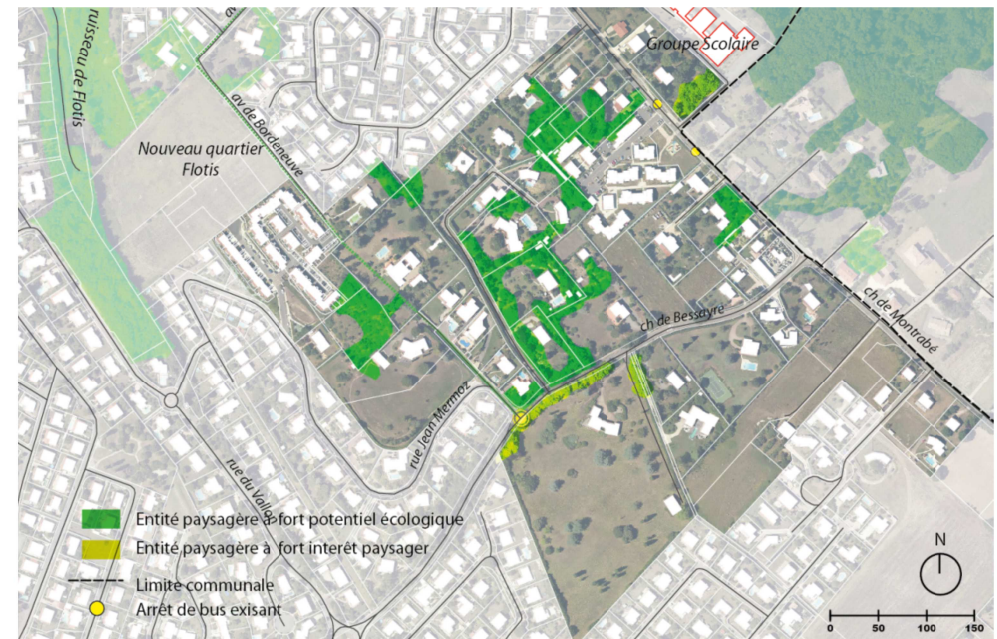 ruisseau de Flotis
av
Groupe Scolaire
av de Bordeneuve
Nouveau quartier
Flotis
ch de Montrabé
ch de Bessayre
rue Jean Mermoz
rue du Vallon
Entité paysagère à fort potentiel écologique
Entité paysagère à fort interêt paysager
Limite communale
Arrêt de bus exisant
N
0 50 100 150